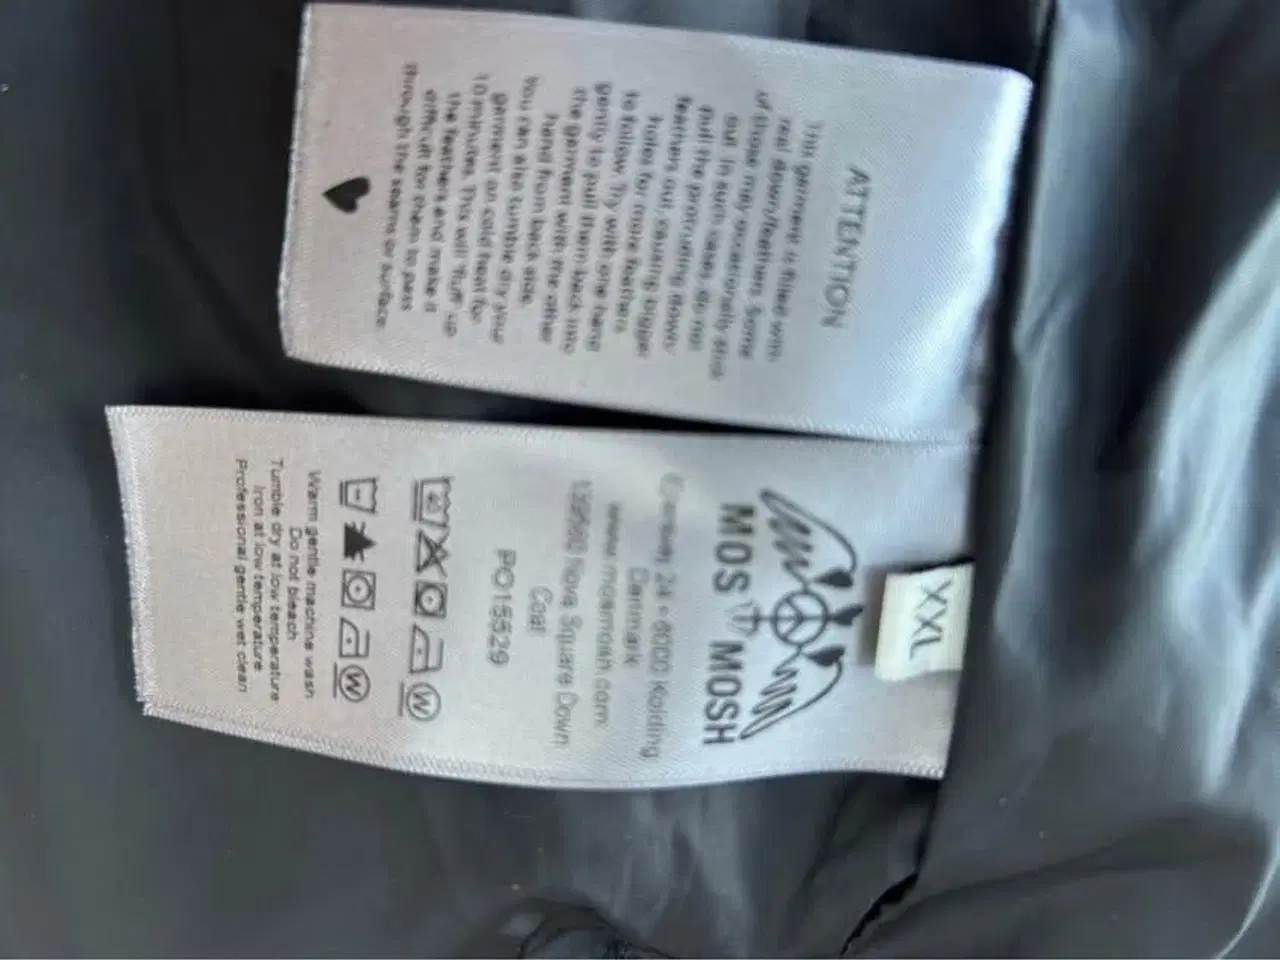 XXL
MOS MOSH
24 • 6000 Kolding
Denmark
www.mosmosh.com
Nova Square Down
Coat
PO15529
40
W
W
Warm gentle machine wash
Do not bleach
Tumble dry at low temperature
Iron at low temperature
Professional gentle wet clean
ATTENTION
This garment is filled with
real down/feathers. Some
of those may occasionally stick
out. In such cases, do not
pull the protruding down/
feathers out, causing bigger
holes for more feathers
to follow. Try with one hand
gently to pull them back into
the garment with the other
hand from back side.
You can also tumble dry your
garment on cold heat for
10 minutes. This will "fluff" up
the feathers and make it
difficult for them to pass
through the seams or surface.